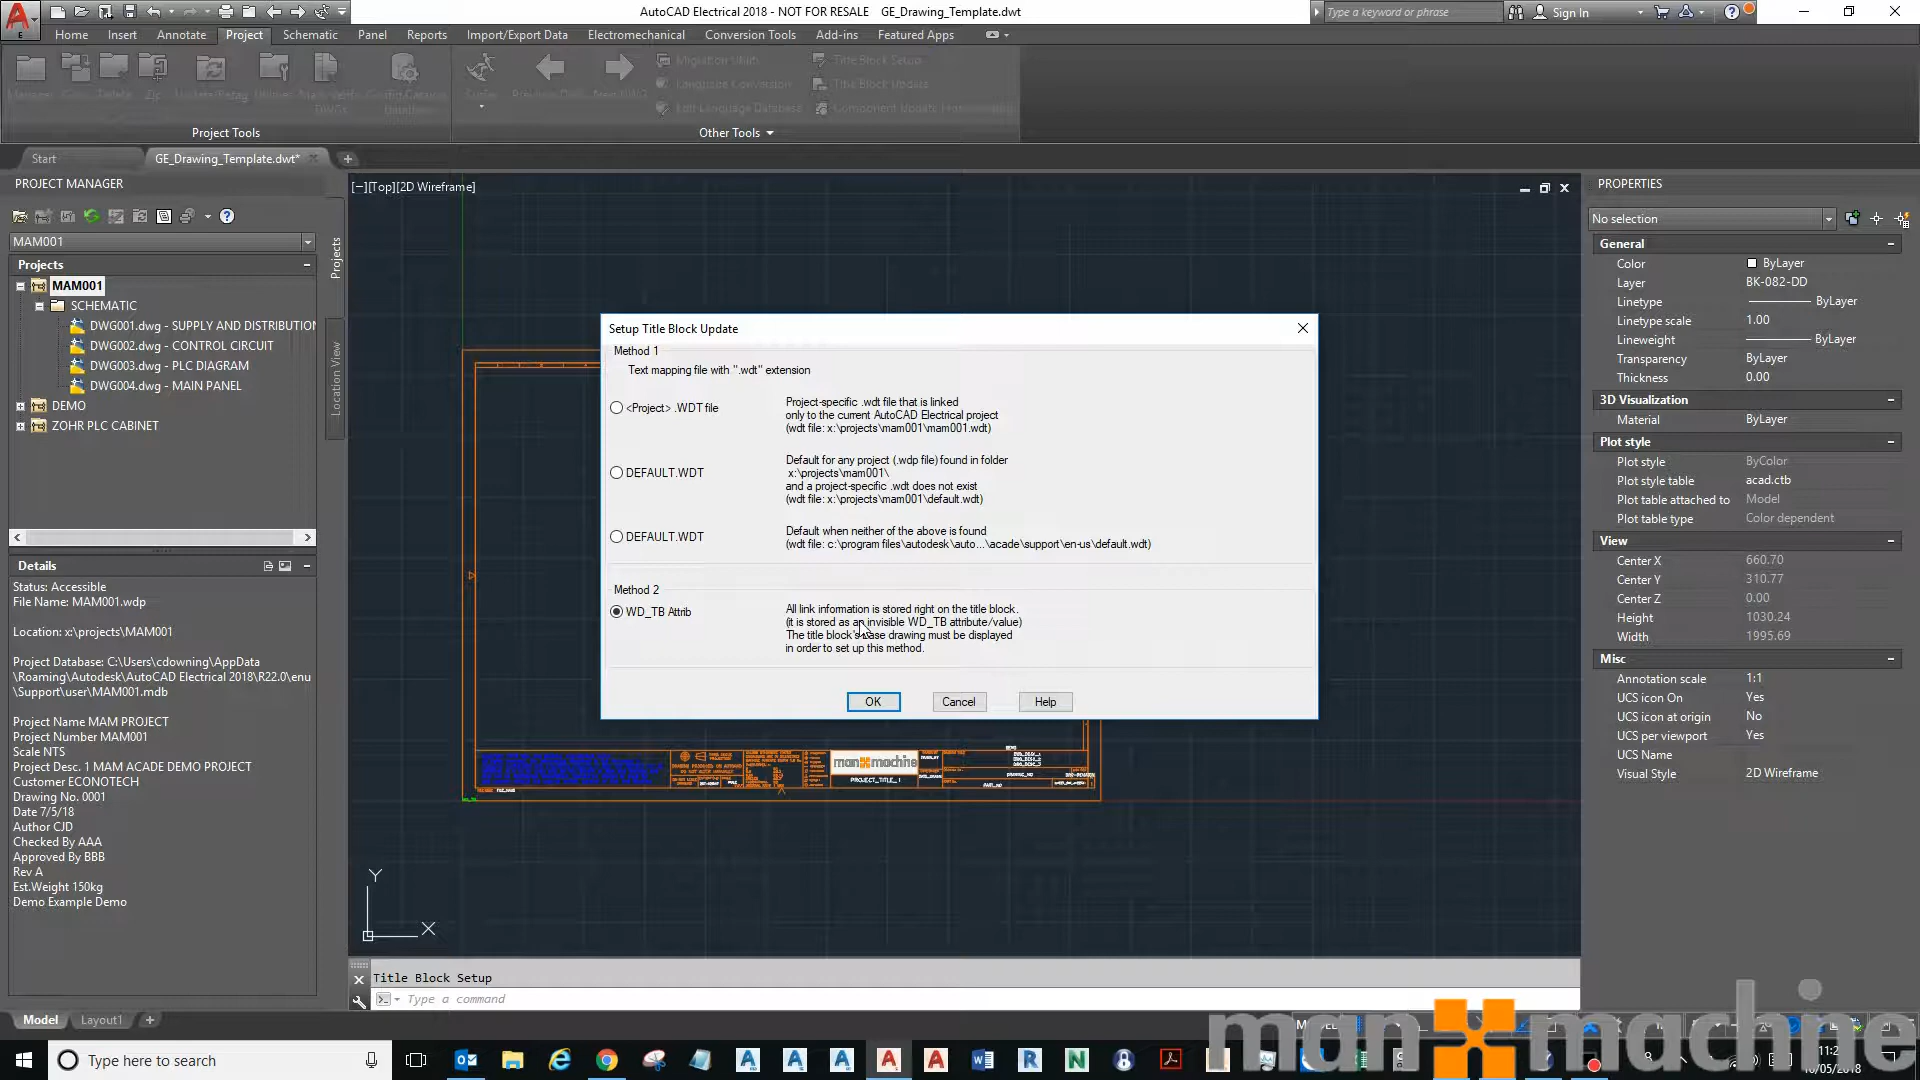 AutoCAD Electrical 2018 - NOT FOR RESALE GE_Drawing_Template.dwt
Type a keyword or phrase
Sign In
Home Insert Annotate Project Schematic Panel Reports Import/Export Data Electromechanical Conversion Tools Add-ins Featured Apps
Title Block Setup
Language Conversion
Title Block Update
Edit Language Database
Project Tools
Other Tools
Start
GE_Drawing_Template.dwt*
PROJECT MANAGER
MAM001
Projects
MAM001
SCHEMATIC
DWG001.dwg - SUPPLY AND DISTRIBUTION
DWG002.dwg - CONTROL CIRCUIT
DWG003.dwg - PLC DIAGRAM
DWG004.dwg - MAIN PANEL
DEMO
ZOHR PLC CABINET
Projects
Location View
Details
Status: Accessible
File Name: MAM001.wdp
Location: x:\projects\MAM001
Project Database: C:\Users\cdowning\AppData
\Roaming\Autodesk\AutoCAD Electrical 2018\R22.0\enu
\Support\user\MAM001.mdb
Project Name MAM PROJECT
Project Number MAM001
Scale NTS
Project Desc. 1 MAM ACADE DEMO PROJECT
Customer ECONOTECH
Drawing No. 0001
Date 7/5/18
Author CJD
Checked By AAA
Approved By BBB
Rev A
Est.Weight 150kg
Demo Example Demo
[−][Top][2D Wireframe]
Setup Title Block Update
Method 1
Text mapping file with ".wdt" extension
<Project> .WDT file
Project-specific .wdt file that is linked
only to the current AutoCAD Electrical project
(wdt file: x:\projects\mam001\mam001.wdt)
DEFAULT.WDT
Default for any project (.wdp file) found in folder
x:\projects\mam001\
and a project-specific .wdt does not exist
(wdt file: x:\projects\mam001\default.wdt)
DEFAULT.WDT
Default when neither of the above is found
(wdt file: c:\program files\autodesk\auto...\acade\support\en-us\default.wdt)
Method 2
WD_TB Attrib
All link information is stored right on the title block.
(it is stored as an invisible WD_TB attribute/value)
The title block's base drawing must be displayed
in order to set up this method.
OK
Cancel
Help
man machine
PROJECT_TITLE_1
Y
X
Title Block Setup
Type a command
Model
Layout1
PROPERTIES
No selection
General
Color ByLayer
Layer BK-082-DD
Linetype ByLayer
Linetype scale 1.00
Lineweight ByLayer
Transparency ByLayer
Thickness 0.00
3D Visualization
Material ByLayer
Plot style
Plot style ByColor
Plot style table acad.ctb
Plot table attached to Model
Plot table type Color dependent
View
Center X 660.70
Center Y 310.77
Center Z 0.00
Height 1030.24
Width 1995.69
Misc
Annotation scale 1:1
UCS icon On Yes
UCS icon at origin No
UCS per viewport Yes
UCS Name
Visual Style 2D Wireframe
man machine
Type here to search